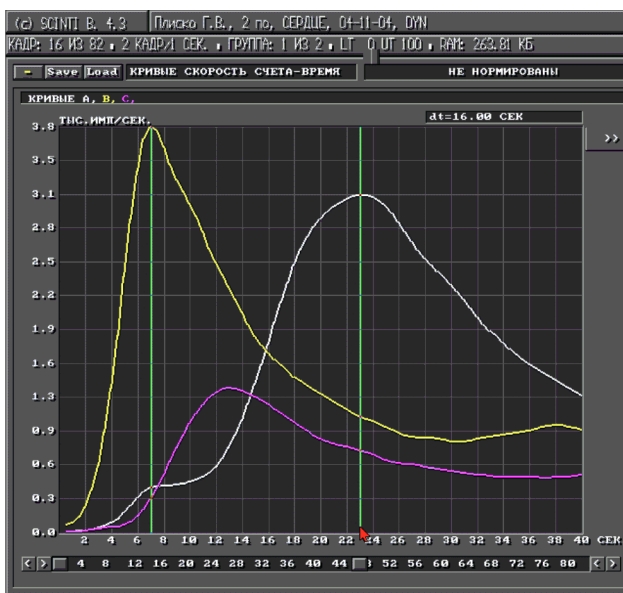 (c) SCINTI В. 4.3 Плиско Г.В., 2 по, СЕРДЦЕ, 04-11-04, DYN
КАДР: 16 ИЗ 82 . 2 КАДР/1 СЕК. . ГРУППА: 1 ИЗ 2 . LT 0 UT 100 . RAM: 263.81 КБ
- Save Load КРИВЫЕ СКОРОСТЬ СЧЕТА-ВРЕМЯ НЕ НОРМИРОВАНЫ
КРИВЫЕ A, B, C,
ТЫС.ИМП/СЕК. dt=16.00 СЕК
>>
3.8
3.5
3.1
2.8
2.5
2.2
1.9
1.6
1.3
0.9
0.6
0.3
0.0
2 4 6 8 10 12 14 16 18 20 22 24 26 28 30 32 34 36 38 40 СЕК
< > 4 8 12 16 20 24 28 32 36 40 44 52 56 60 64 68 72 76 80 < >